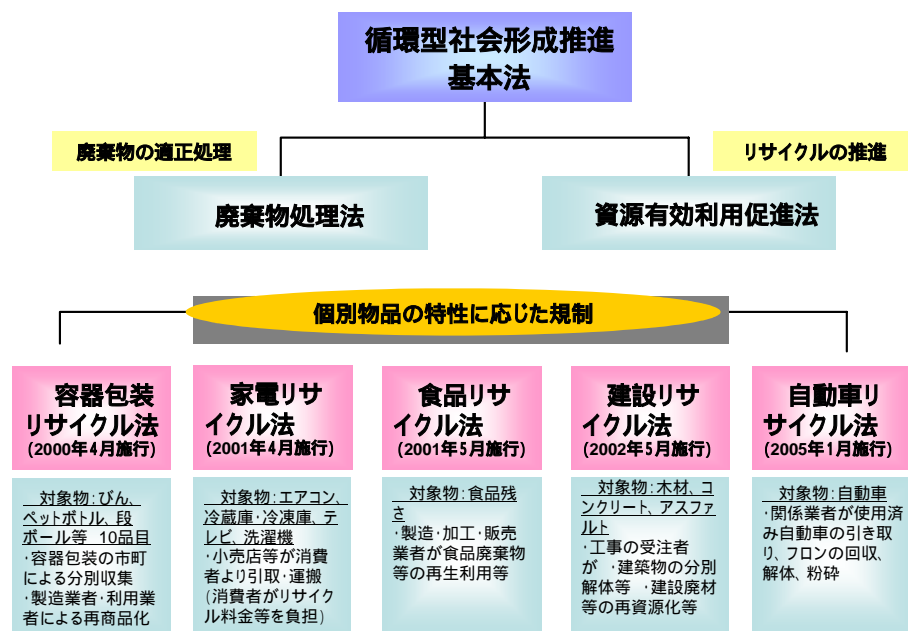 循環型社会形成推進
基本法
廃棄物の適正処理
リサイクルの推進
廃棄物処理法
資源有効利用促進法
個別物品の特性に応じた規制
容器包装
リサイクル法
(2000年4月施行)
家電リサ
イクル法
(2001年4月施行)
食品リサ
イクル法
(2001年5月施行)
建設リサ
イクル法
(2002年5月施行)
自動車リ
サイクル法
(2005年1月施行)
対象物：びん、
ペットボトル、段
ボール等 10品目
・容器包装の市町
による分別収集
・製造業者・利用業
者による再商品化
対象物：エアコン、
冷蔵庫・冷凍庫、テ
レビ、洗濯機
・小売店等が消費
者より引取・運搬
(消費者がリサイク
ル料金等を負担)
対象物：食品残
さ
・製造・加工・販売
業者が食品廃棄物
等の再生利用等
対象物：木材、コ
ンクリート、アスファ
ルト
・工事の受注者
が ・建築物の分別
解体等 ・建設廃材
等の再資源化等
対象物：自動車
・関係業者が使用済
み自動車の引き取
り、フロンの回収、
解体、粉砕